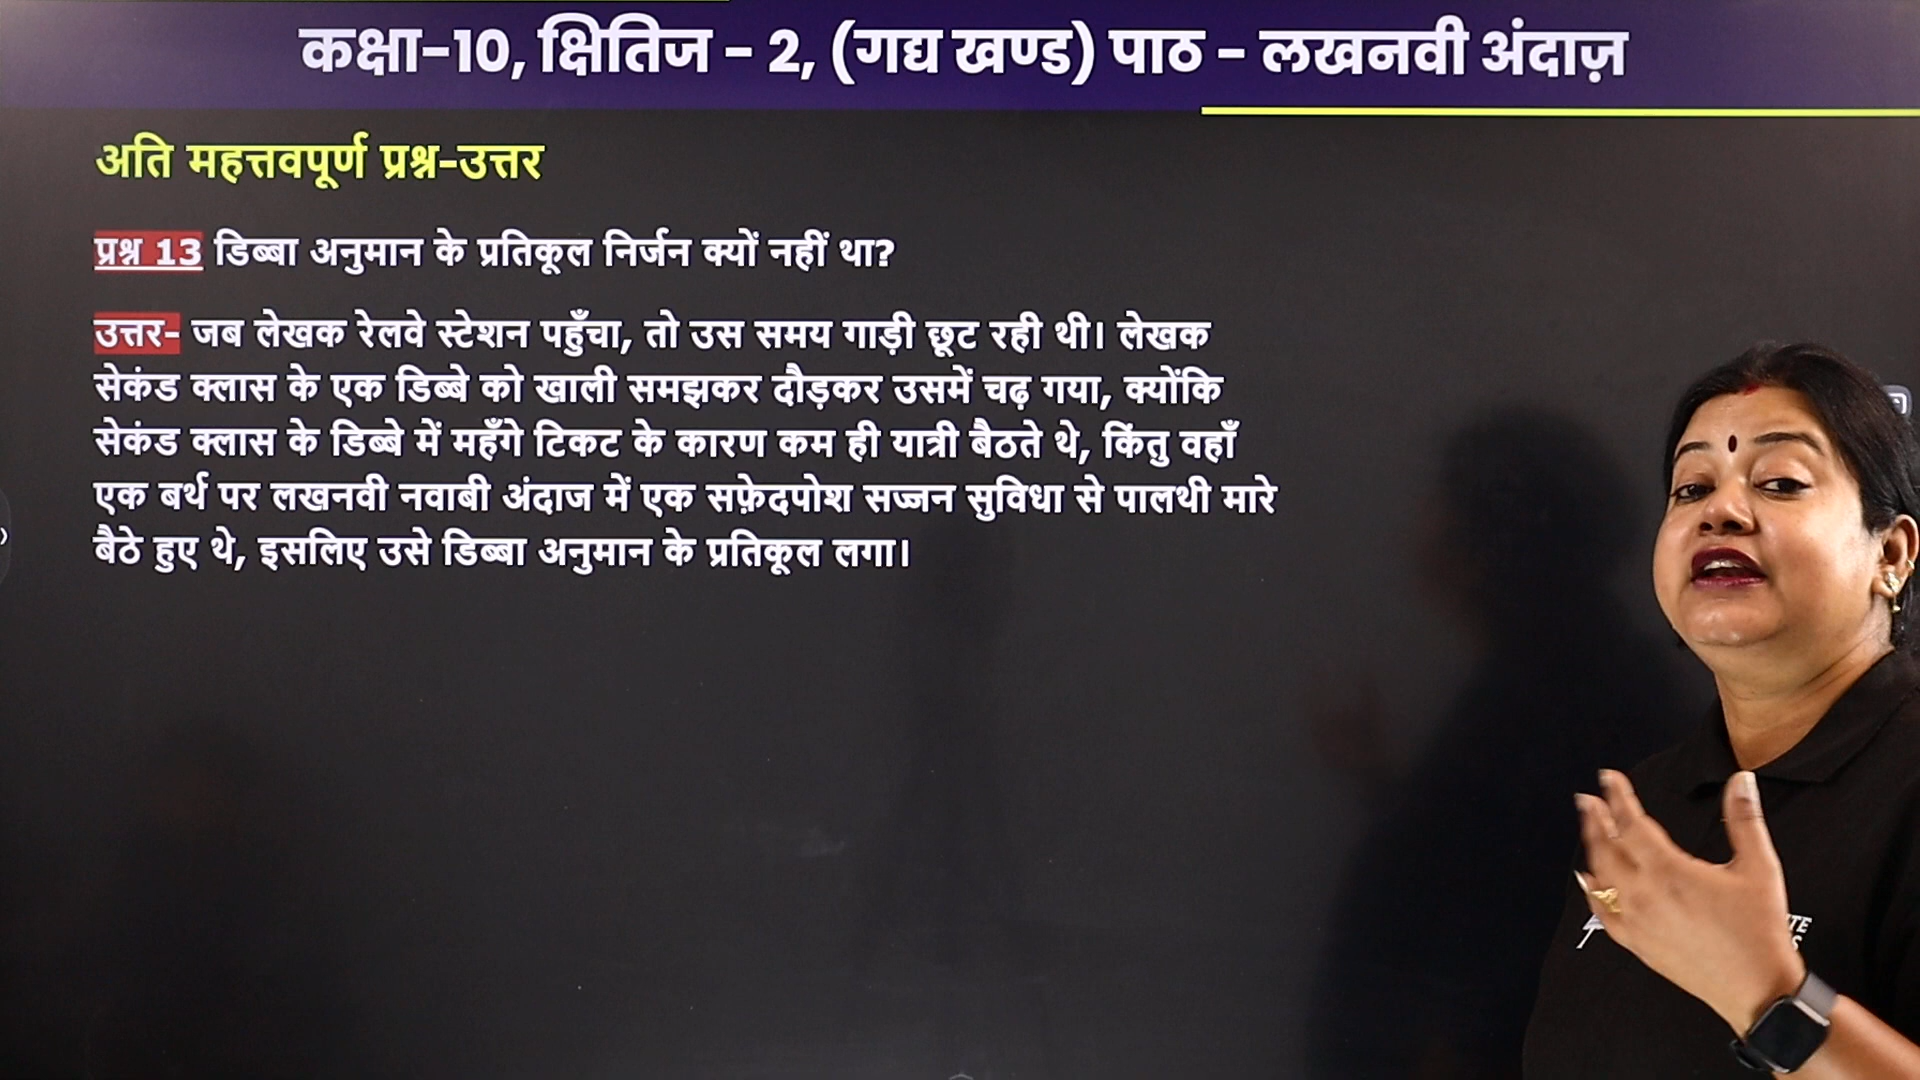 कक्षा-10, क्षितिज - 2, (गद्य खण्ड) पाठ - लखनवी अंदाज़
अति महत्तवपूर्ण प्रश्न-उत्तर
प्रश्न 13 डिब्बा अनुमान के प्रतिकूल निर्जन क्यों नहीं था?
उत्तर- जब लेखक रेलवे स्टेशन पहुँचा, तो उस समय गाड़ी छूट रही थी। लेखक
सेकंड क्लास के एक डिब्बे को खाली समझकर दौड़कर उसमें चढ़ गया, क्योंकि
सेकंड क्लास के डिब्बे में महँगे टिकट के कारण कम ही यात्री बैठते थे, किंतु वहाँ
एक बर्थ पर लखनवी नवाबी अंदाज में एक सफ़ेदपोश सज्जन सुविधा से पालथी मारे
बैठे हुए थे, इसलिए उसे डिब्बा अनुमान के प्रतिकूल लगा।